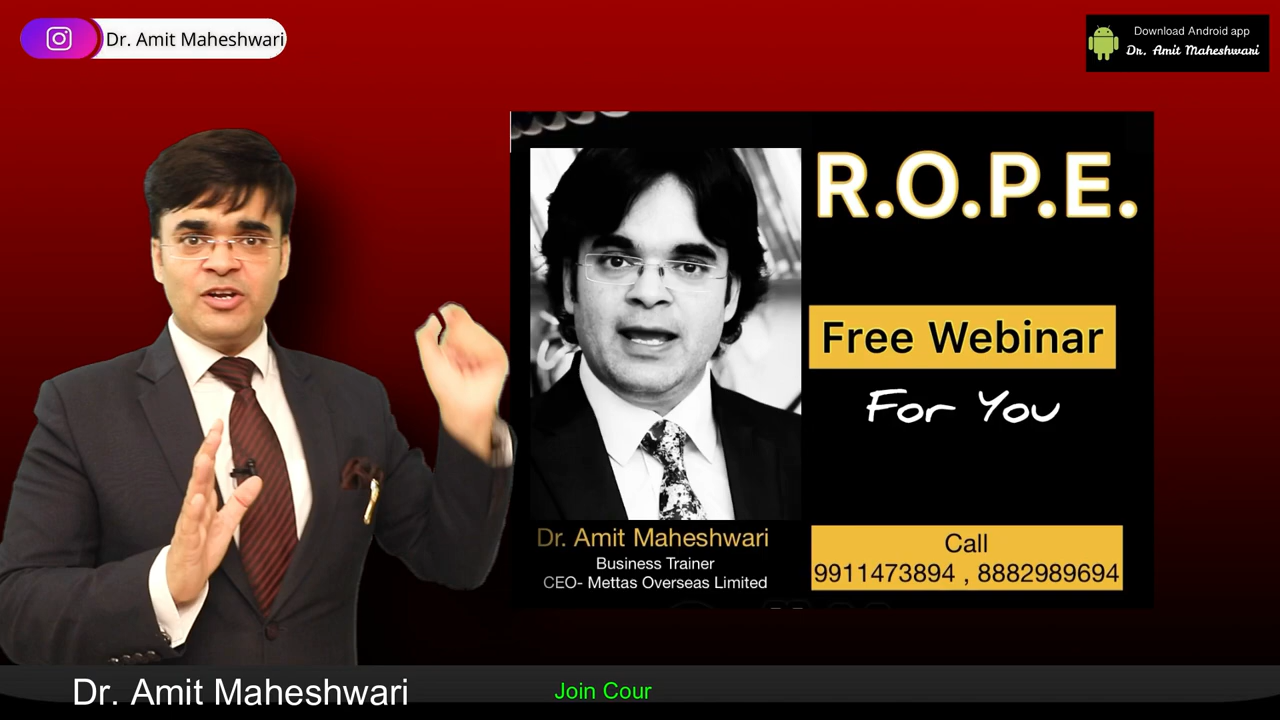 Dr. Amit Maheshwari
Download Android app
Dr. Amit Maheshwari
R.O.P.E.
Free Webinar
For You
Dr. Amit Maheshwari
Business Trainer
CEO- Mettas Overseas Limited
Call
9911473894 , 8882989694
Dr. Amit Maheshwari
Join Cour